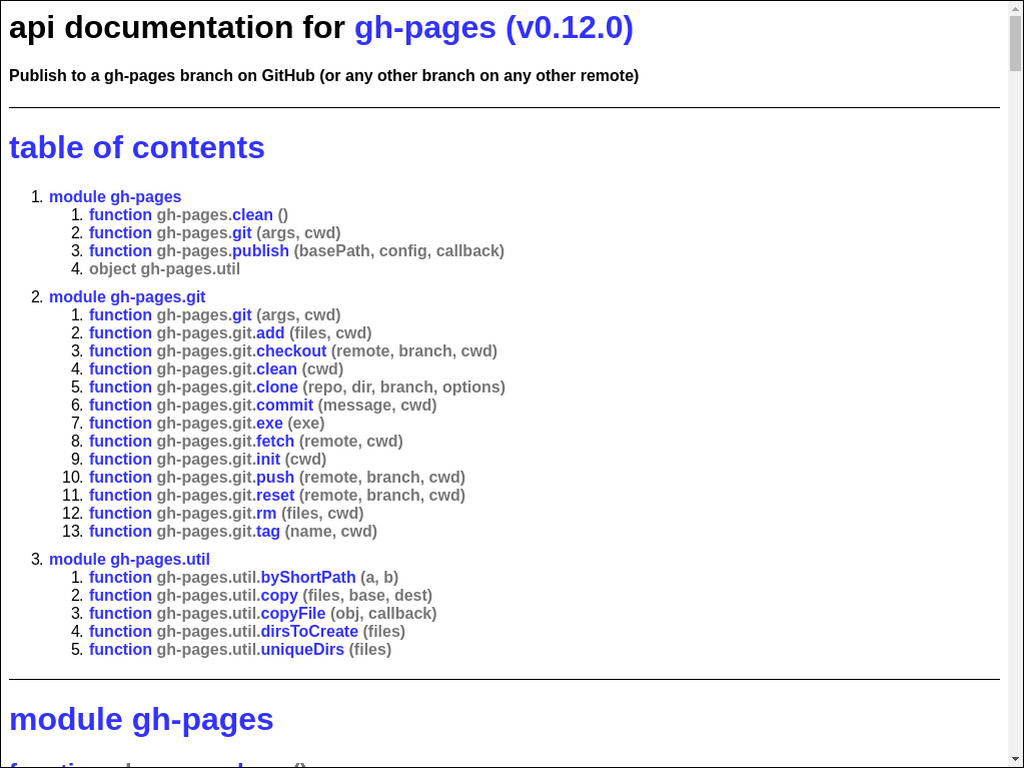 api documentation for gh-pages (v0.12.0)
Publish to a gh-pages branch on GitHub (or any other branch on any other remote)
table of contents
1. module gh-pages
1. function gh-pages.clean ()
2. function gh-pages.git (args, cwd)
3. function gh-pages.publish (basePath, config, callback)
4. object gh-pages.util
2. module gh-pages.git
1. function gh-pages.git (args, cwd)
2. function gh-pages.git.add (files, cwd)
3. function gh-pages.git.checkout (remote, branch, cwd)
4. function gh-pages.git.clean (cwd)
5. function gh-pages.git.clone (repo, dir, branch, options)
6. function gh-pages.git.commit (message, cwd)
7. function gh-pages.git.exe (exe)
8. function gh-pages.git.fetch (remote, cwd)
9. function gh-pages.git.init (cwd)
10. function gh-pages.git.push (remote, branch, cwd)
11. function gh-pages.git.reset (remote, branch, cwd)
12. function gh-pages.git.rm (files, cwd)
13. function gh-pages.git.tag (name, cwd)
3. module gh-pages.util
1. function gh-pages.util.byShortPath (a, b)
2. function gh-pages.util.copy (files, base, dest)
3. function gh-pages.util.copyFile (obj, callback)
4. function gh-pages.util.dirsToCreate (files)
5. function gh-pages.util.uniqueDirs (files)
module gh-pages